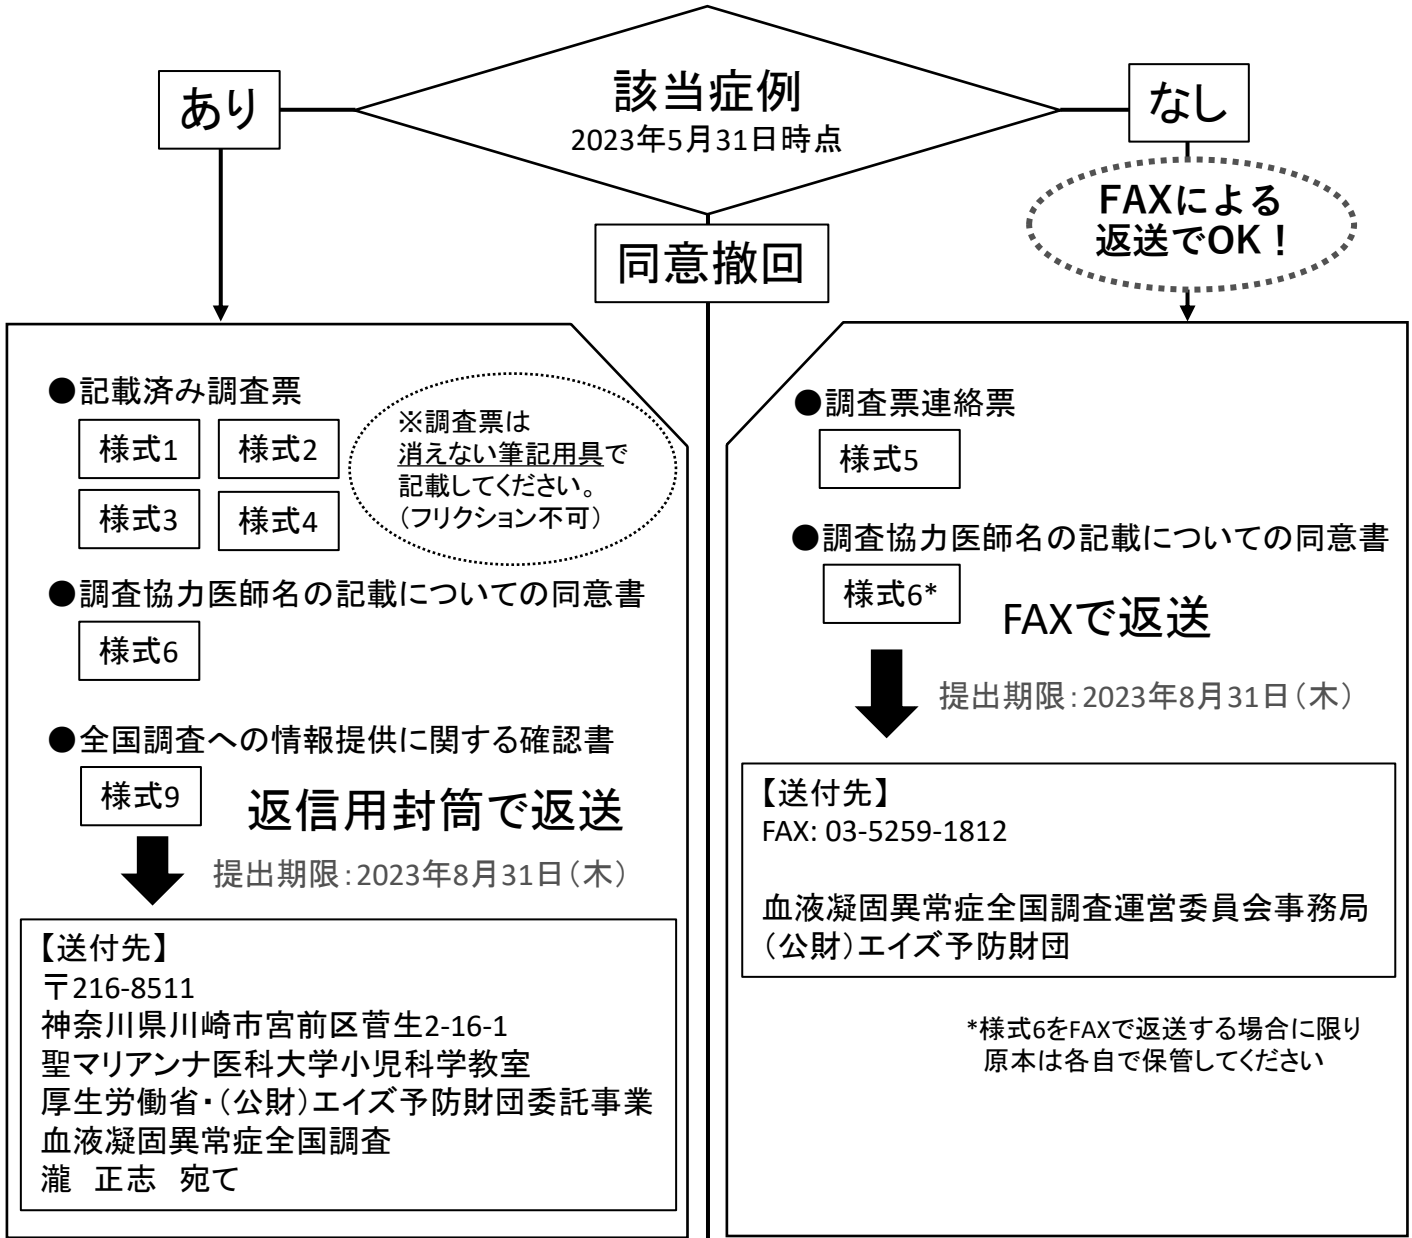 該当症例
2023年5月31日時点
あり
なし
同意撤回
FAXによる
返送でOK！
●記載済み調査票
様式1
様式2
様式3
様式4
※調査票は
消えない筆記用具で
記載してください。
（フリクション不可）
●調査協力医師名の記載についての同意書
様式6
●全国調査への情報提供に関する確認書
様式9
返信用封筒で返送
提出期限：2023年8月31日（木）
【送付先】
〒216-8511
神奈川県川崎市宮前区菅生2-16-1
聖マリアンナ医科大学小児科学教室
厚生労働省・（公財）エイズ予防財団委託事業
血液凝固異常症全国調査
瀧　正志　宛て
●調査票連絡票
様式5
●調査協力医師名の記載についての同意書
様式6*
FAXで返送
提出期限：2023年8月31日（木）
【送付先】
FAX: 03-5259-1812
血液凝固異常症全国調査運営委員会事務局
（公財）エイズ予防財団
*様式6をFAXで返送する場合に限り
原本は各自で保管してください